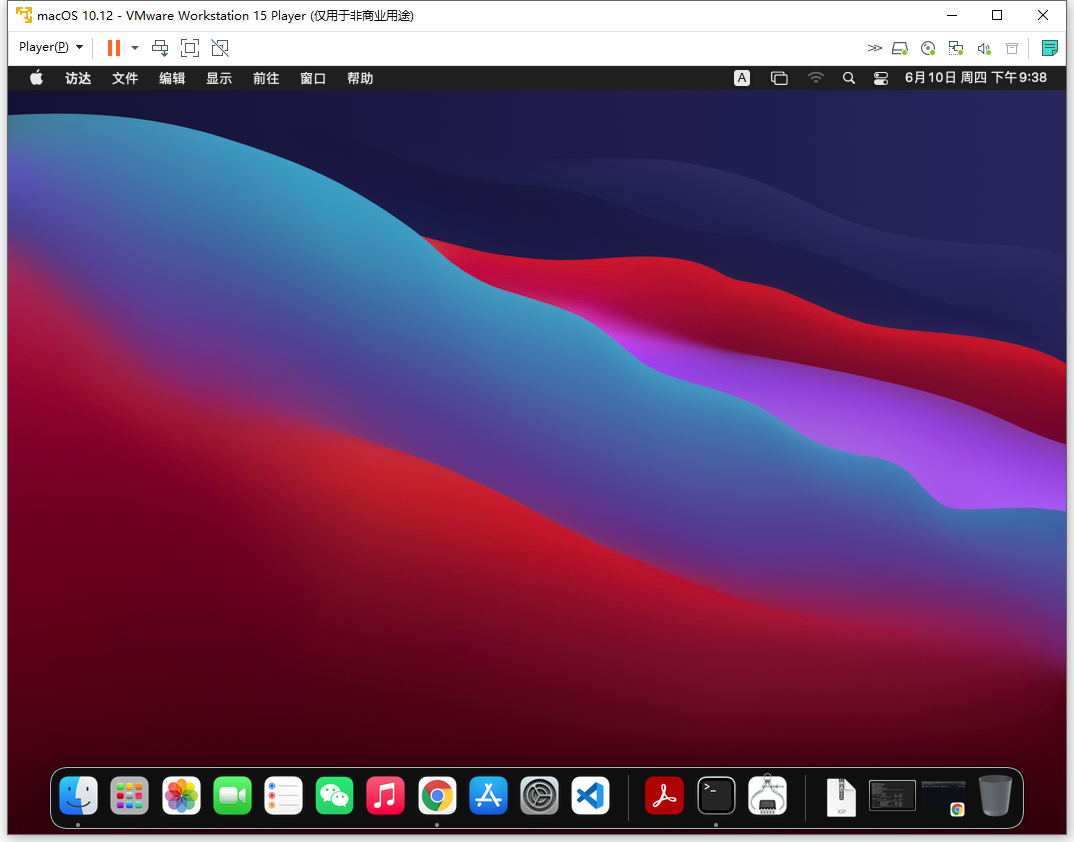 macOS 10.12 - VMware Workstation 15 Player (仅用于非商业用途)
Player(P)
访达 文件 编辑 显示 前往 窗口 帮助 A 6月10日 周四 下午9:38
>_
XIP